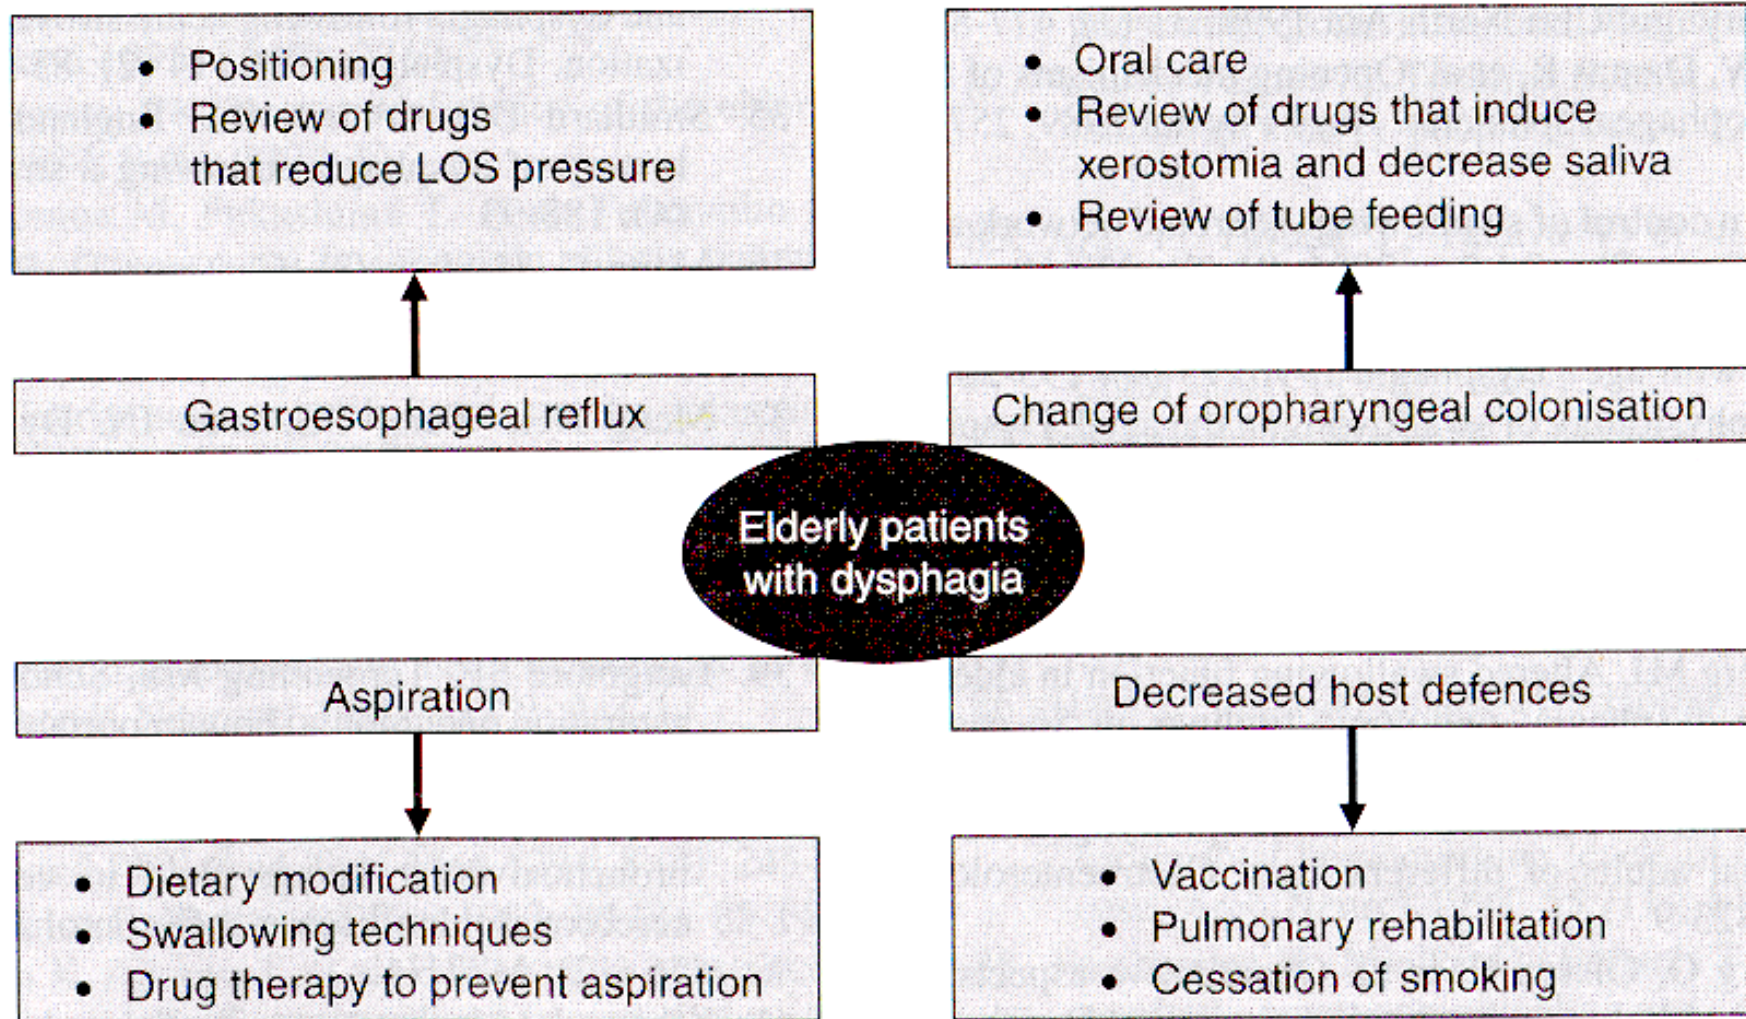 • Positioning
• Review of drugs
that reduce LOS pressure
• Oral care
• Review of drugs that induce
xerostomia and decrease saliva
• Review of tube feeding
Gastroesophageal reflux
Change of oropharyngeal colonisation
Elderly patients
with dysphagia
Aspiration
Decreased host defences
• Dietary modification
• Swallowing techniques
• Drug therapy to prevent aspiration
• Vaccination
• Pulmonary rehabilitation
• Cessation of smoking